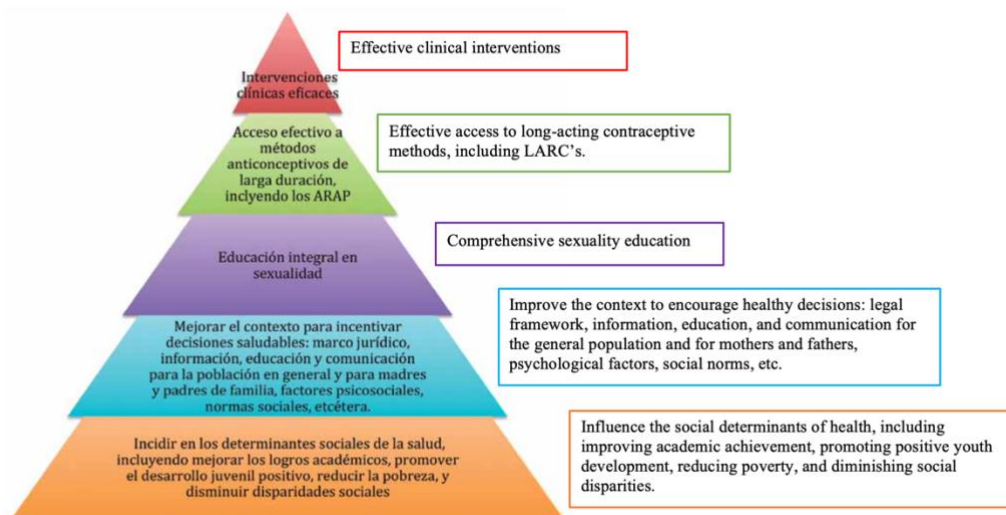 Effective clinical interventions
Intervenciones
clínicas eficaces
Acceso efectivo a
métodos
anticonceptivos de
larga duración,
inclyendo los ARAP
Effective access to long-acting contraceptive
methods, including LARC's.
Educación integral en
sexualidad
Comprehensive sexuality education
Mejorar el contexto para incentivar
decisiones saludables: marco jurídico,
información, educación y comunicación
para la población en general y para madres
y padres de familia, factores psicosociales,
normas sociales, etcétera.
Improve the context to encourage healthy decisions: legal
framework, information, education, and communication for
the general population and for mothers and fathers,
psychological factors, social norms, etc.
Incidir en los determinantes sociales de la salud,
incluyendo mejorar los logros académicos, promover
el desarrollo juvenil positivo, reducir la pobreza, y
disminuir disparidades sociales
Influence the social determinants of health, including
improving academic achievement, promoting positive youth
development, reducing poverty, and diminishing social
disparities.